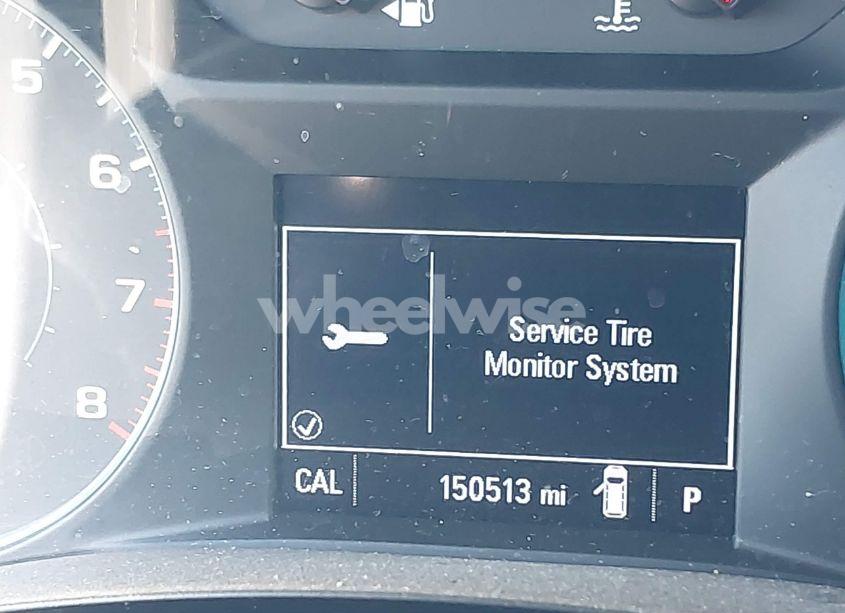 5
6
7
8
wheelwise
Service Tire
Monitor System
CAL
150513 mi
P